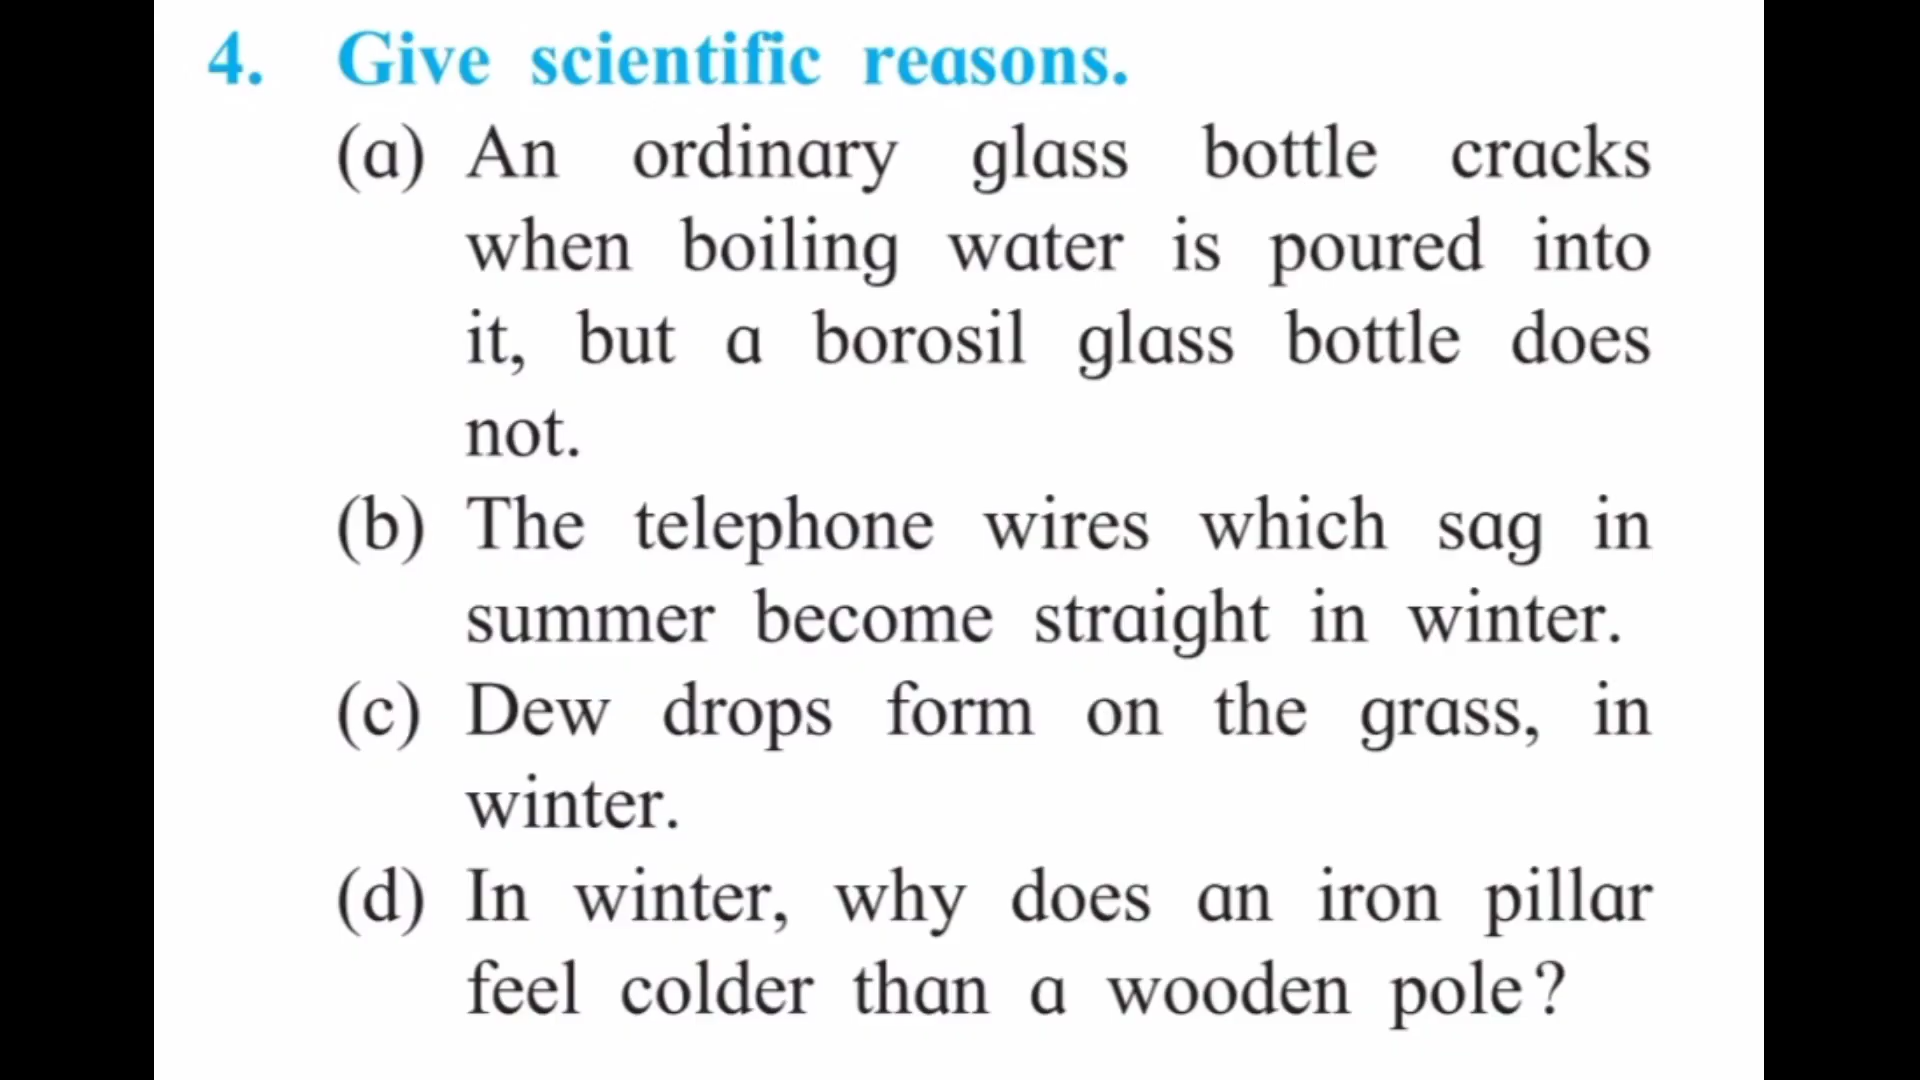 4. Give scientific reasons.
(a) An ordinary glass bottle cracks
when boiling water is poured into
it, but a borosil glass bottle does
not.
(b) The telephone wires which sag in
summer become straight in winter.
(c) Dew drops form on the grass, in
winter.
(d) In winter, why does an iron pillar
feel colder than a wooden pole?